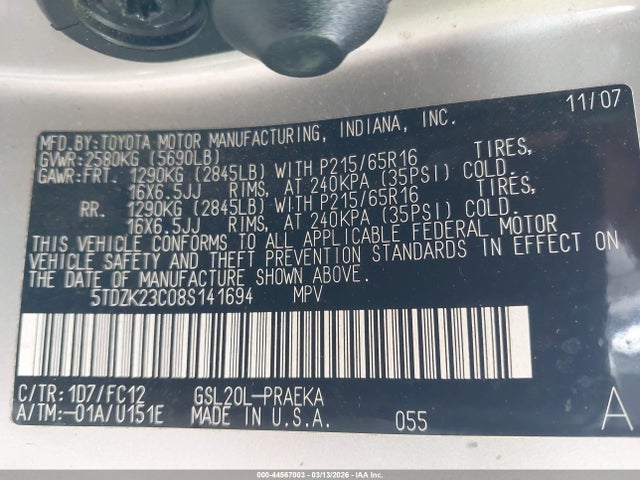 11/07
MFD.BY:TOYOTA MOTOR MANUFACTURING, INDIANA, INC.
GVWR:2580KG (5690LB)
GAWR:FRT. 1290KG (2845LB) WITH P215/65R16 TIRES,
16X6.5JJ RIMS, AT 240KPA (35PSI) COLD.
RR. 1290KG (2845LB) WITH P215/65R16 TIRES,
16X6.5JJ RIMS, AT 240KPA (35PSI) COLD.
THIS VEHICLE CONFORMS TO ALL APPLICABLE FEDERAL MOTOR
VEHICLE SAFETY AND THEFT PREVENTION STANDARDS IN EFFECT ON
THE DATE OF MANUFACTURE SHOWN ABOVE.
5TDZK23C08S141694 MPV
C/TR:1D7/FC12 GSL20L-PRAEKA
A/TM:-01A/U151E MADE IN U.S.A. 055 A
000-44567003 | 03/13/2026 - COPART